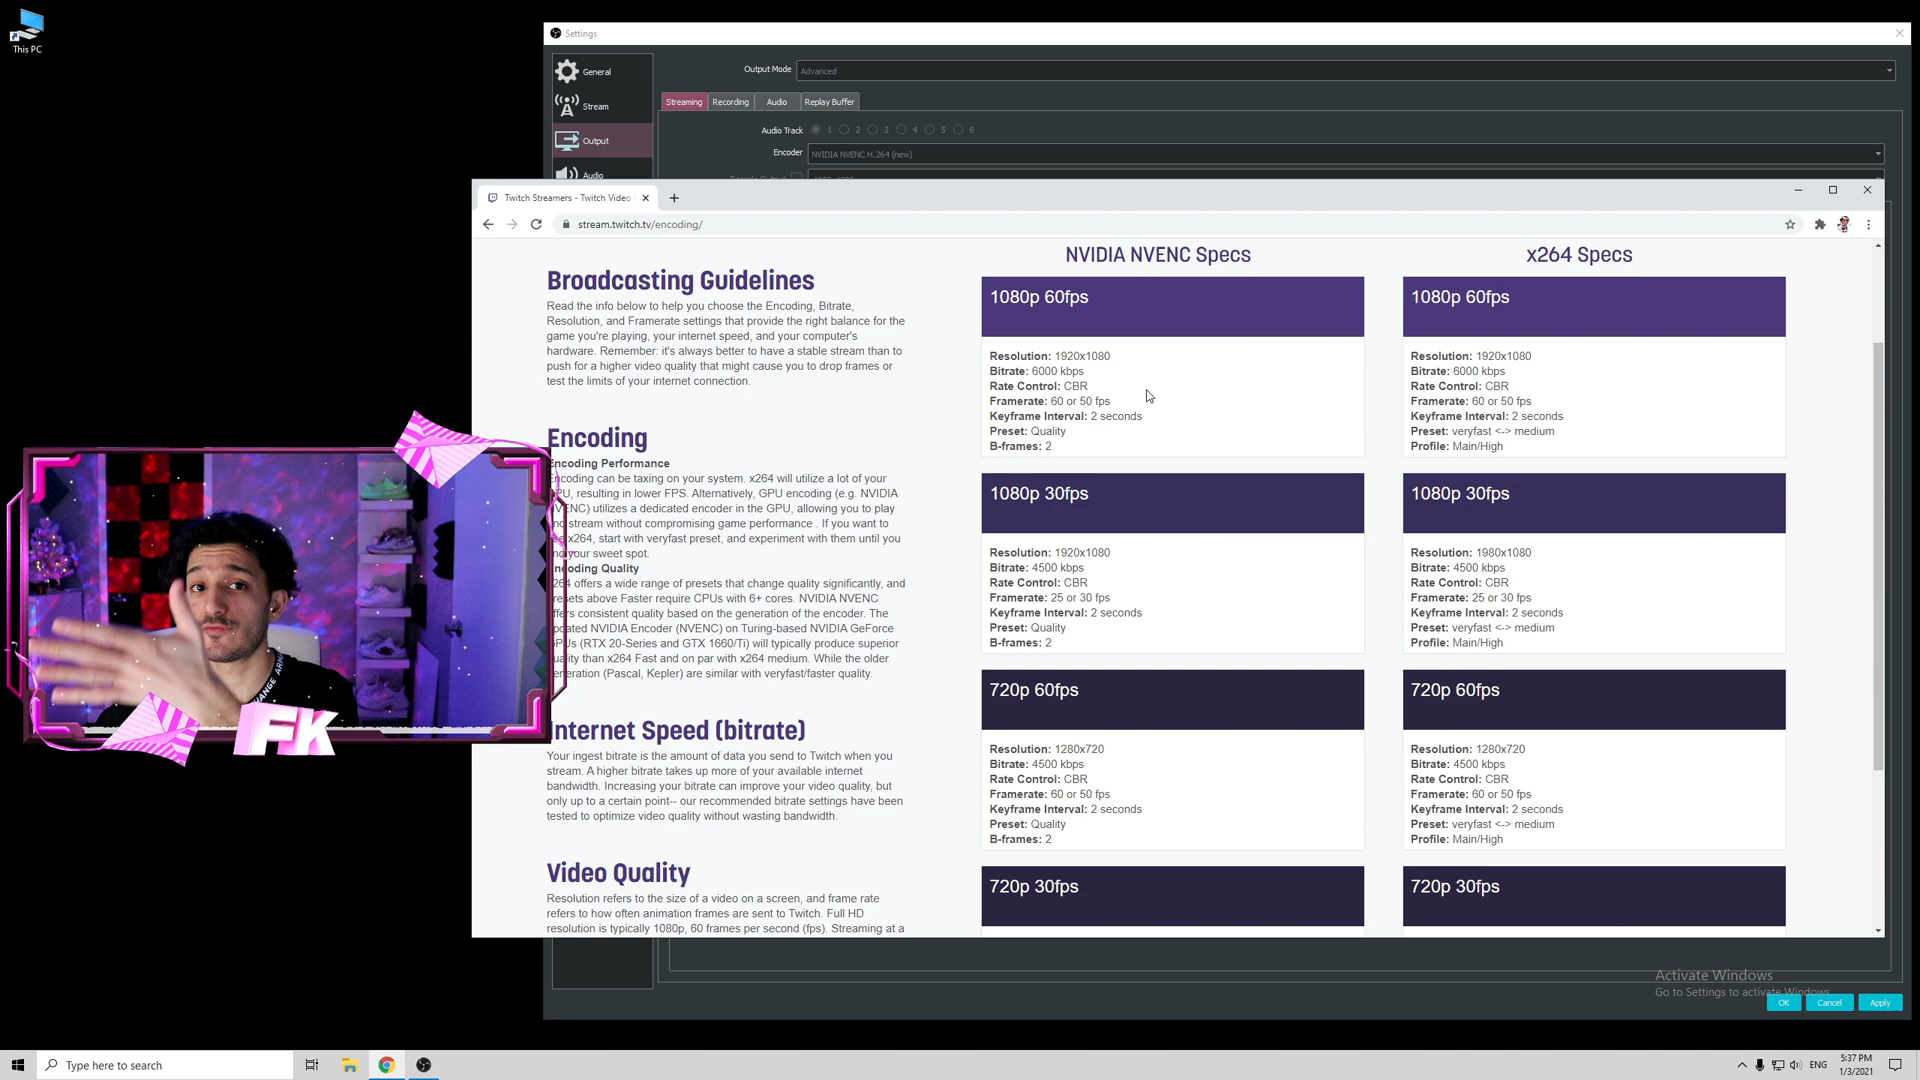 This PC
Settings
General
Stream
Output
Audio
Output Mode
Advanced
Streaming
Recording
Audio
Replay Buffer
Audio Track
1
2
3
4
5
6
Encoder
NVIDIA NVENC H.264 (new)
Twitch Streamers - Twitch Video
stream.twitch.tv/encoding/
Broadcasting Guidelines
Read the info below to help you choose the Encoding, Bitrate,
Resolution, and Framerate settings that provide the right balance for the
game you're playing, your internet speed, and your computer's
hardware. Remember: it's always better to have a stable stream than to
push for a higher video quality that might cause you to drop frames or
test the limits of your internet connection.
Encoding
Encoding Performance
Encoding can be taxing on your system. x264 will utilize a lot of your
CPU, resulting in lower FPS. Alternatively, GPU encoding (e.g. NVIDIA
NVENC) utilizes a dedicated encoder in the GPU, allowing you to play
and stream without compromising game performance . If you want to
x264, start with veryfast preset, and experiment with them until you
find your sweet spot.
Encoding Quality
x264 offers a wide range of presets that change quality significantly, and
presets above Faster require CPUs with 6+ cores. NVIDIA NVENC
offers consistent quality based on the generation of the encoder. The
updated NVIDIA Encoder (NVENC) on Turing-based NVIDIA GeForce
GPUs (RTX 20-Series and GTX 1660/Ti) will typically produce superior
quality than x264 Fast and on par with x264 medium. While the older
generation (Pascal, Kepler) are similar with veryfast/faster quality.
Internet Speed (bitrate)
Your ingest bitrate is the amount of data you send to Twitch when you
stream. A higher bitrate takes up more of your available internet
bandwidth. Increasing your bitrate can improve your video quality, but
only up to a certain point-- our recommended bitrate settings have been
tested to optimize video quality without wasting bandwidth.
Video Quality
Resolution refers to the size of a video on a screen, and frame rate
refers to how often animation frames are sent to Twitch. Full HD
resolution is typically 1080p, 60 frames per second (fps). Streaming at a
NVIDIA NVENC Specs
1080p 60fps
Resolution: 1920x1080
Bitrate: 6000 kbps
Rate Control: CBR
Framerate: 60 or 50 fps
Keyframe Interval: 2 seconds
Preset: Quality
B-frames: 2
1080p 30fps
Resolution: 1920x1080
Bitrate: 4500 kbps
Rate Control: CBR
Framerate: 25 or 30 fps
Keyframe Interval: 2 seconds
Preset: Quality
B-frames: 2
720p 60fps
Resolution: 1280x720
Bitrate: 4500 kbps
Rate Control: CBR
Framerate: 60 or 50 fps
Keyframe Interval: 2 seconds
Preset: Quality
B-frames: 2
720p 30fps
x264 Specs
1080p 60fps
Resolution: 1920x1080
Bitrate: 6000 kbps
Rate Control: CBR
Framerate: 60 or 50 fps
Keyframe Interval: 2 seconds
Preset: veryfast <-> medium
Profile: Main/High
1080p 30fps
Resolution: 1980x1080
Bitrate: 4500 kbps
Rate Control: CBR
Framerate: 25 or 30 fps
Keyframe Interval: 2 seconds
Preset: veryfast <-> medium
Profile: Main/High
720p 60fps
Resolution: 1280x720
Bitrate: 4500 kbps
Rate Control: CBR
Framerate: 60 or 50 fps
Keyframe Interval: 2 seconds
Preset: veryfast <-> medium
Profile: Main/High
720p 30fps
FK
Activate Windows
Go to Settings to activate Windows.
OK
Cancel
Apply
Type here to search
ENG
5:37 PM
1/3/2021